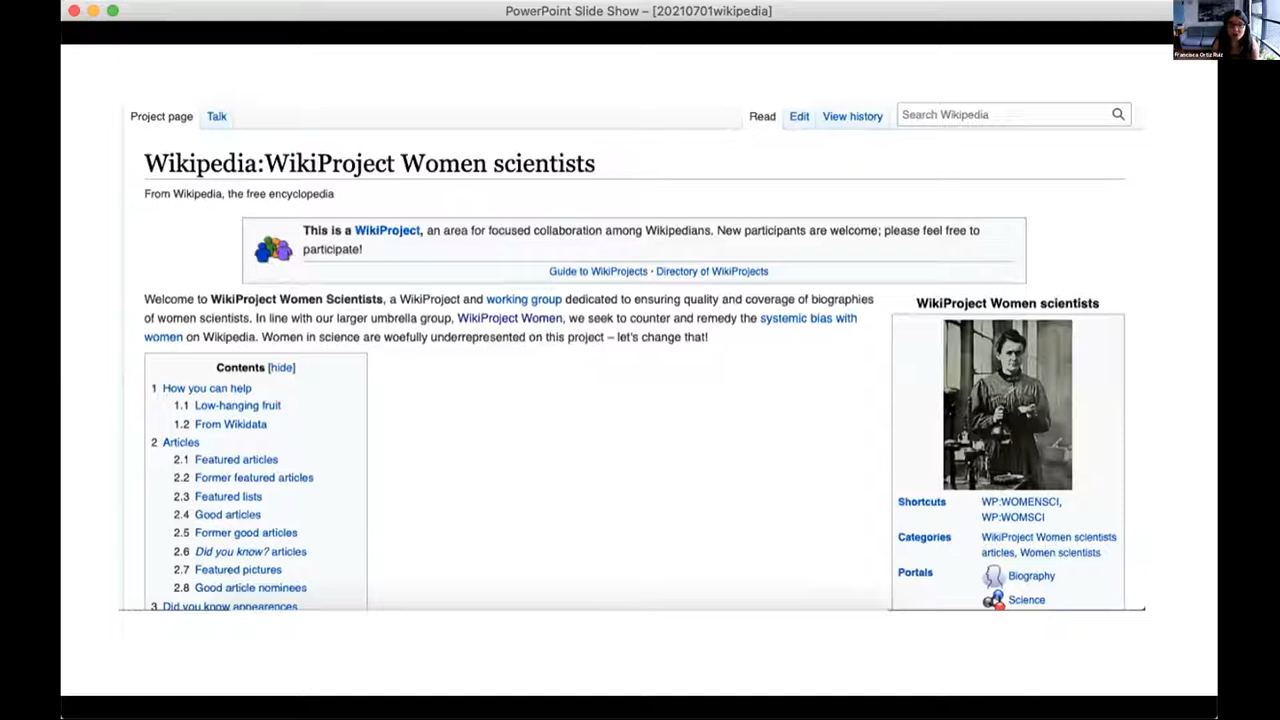 PowerPoint Slide Show – [20210701wikipedia]
Francisca Ortiz Ruiz
Project page Talk Read Edit View history Search Wikipedia
Wikipedia:WikiProject Women scientists
From Wikipedia, the free encyclopedia
This is a WikiProject, an area for focused collaboration among Wikipedians. New participants are welcome; please feel free to
participate!
Guide to WikiProjects · Directory of WikiProjects
Welcome to WikiProject Women Scientists, a WikiProject and working group dedicated to ensuring quality and coverage of biographies
of women scientists. In line with our larger umbrella group, WikiProject Women, we seek to counter and remedy the systemic bias with
women on Wikipedia. Women in science are woefully underrepresented on this project – let's change that!
Contents [hide]
1 How you can help
1.1 Low-hanging fruit
1.2 From Wikidata
2 Articles
2.1 Featured articles
2.2 Former featured articles
2.3 Featured lists
2.4 Good articles
2.5 Former good articles
2.6 Did you know? articles
2.7 Featured pictures
2.8 Good article nominees
3 Did you know appearences
WikiProject Women scientists
Shortcuts WP:WOMENSCI,
WP:WOMSCI
Categories WikiProject Women scientists
articles, Women scientists
Portals Biography
Science